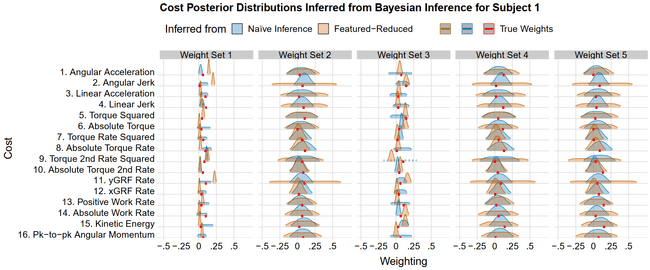 Cost Posterior Distributions Inferred from Bayesian Inference for Subject 1
Inferred from Naïve Inference Featured−Reduced True Weights
Weight Set 1 Weight Set 2 Weight Set 3 Weight Set 4 Weight Set 5
Cost
1. Angular Acceleration
2. Angular Jerk
3. Linear Acceleration
4. Linear Jerk
5. Torque Squared
6. Absolute Torque
7. Torque Rate Squared
8. Absolute Torque Rate
9. Torque 2nd Rate Squared
10. Absolute Torque 2nd Rate
11. yGRF Rate
12. xGRF Rate
13. Positive Work Rate
14. Absolute Work Rate
15. Kinetic Energy
16. Pk−to−pk Angular Momentum
−.5 −.25 0 .25 .5 −.5 −.25 0 .25 .5 −.5 −.25 0 .25 .5 −.5 −.25 0 .25 .5 −.5 −.25 0 .25 .5
Weighting